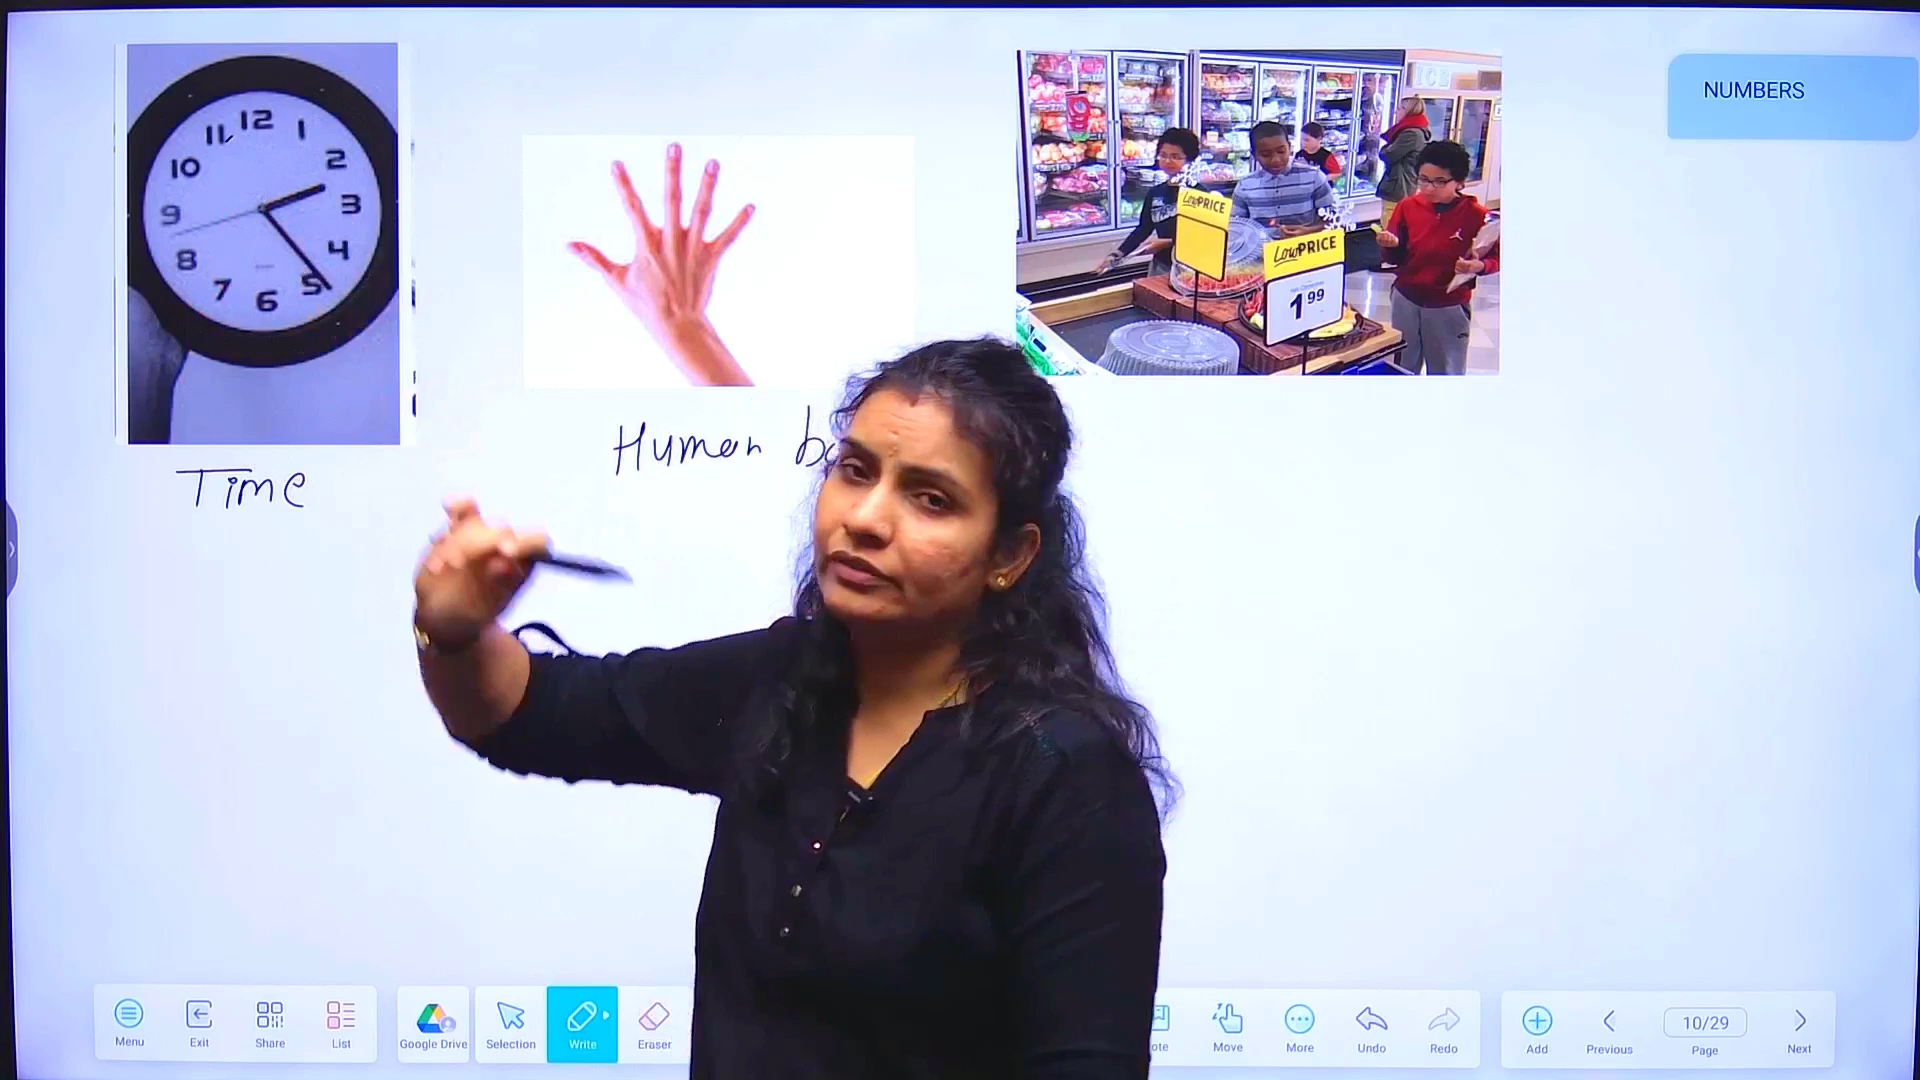 NUMBERS
12
11
1
10
2
9
3
8
4
7
5
6
ICE
Low PRICE
Low PRICE
1 99
Human
Time
Menu
Exit
Share
List
Google Drive
Selection
Write
Eraser
Move
More
Undo
Redo
Add
Previous
10/29
Page
Next